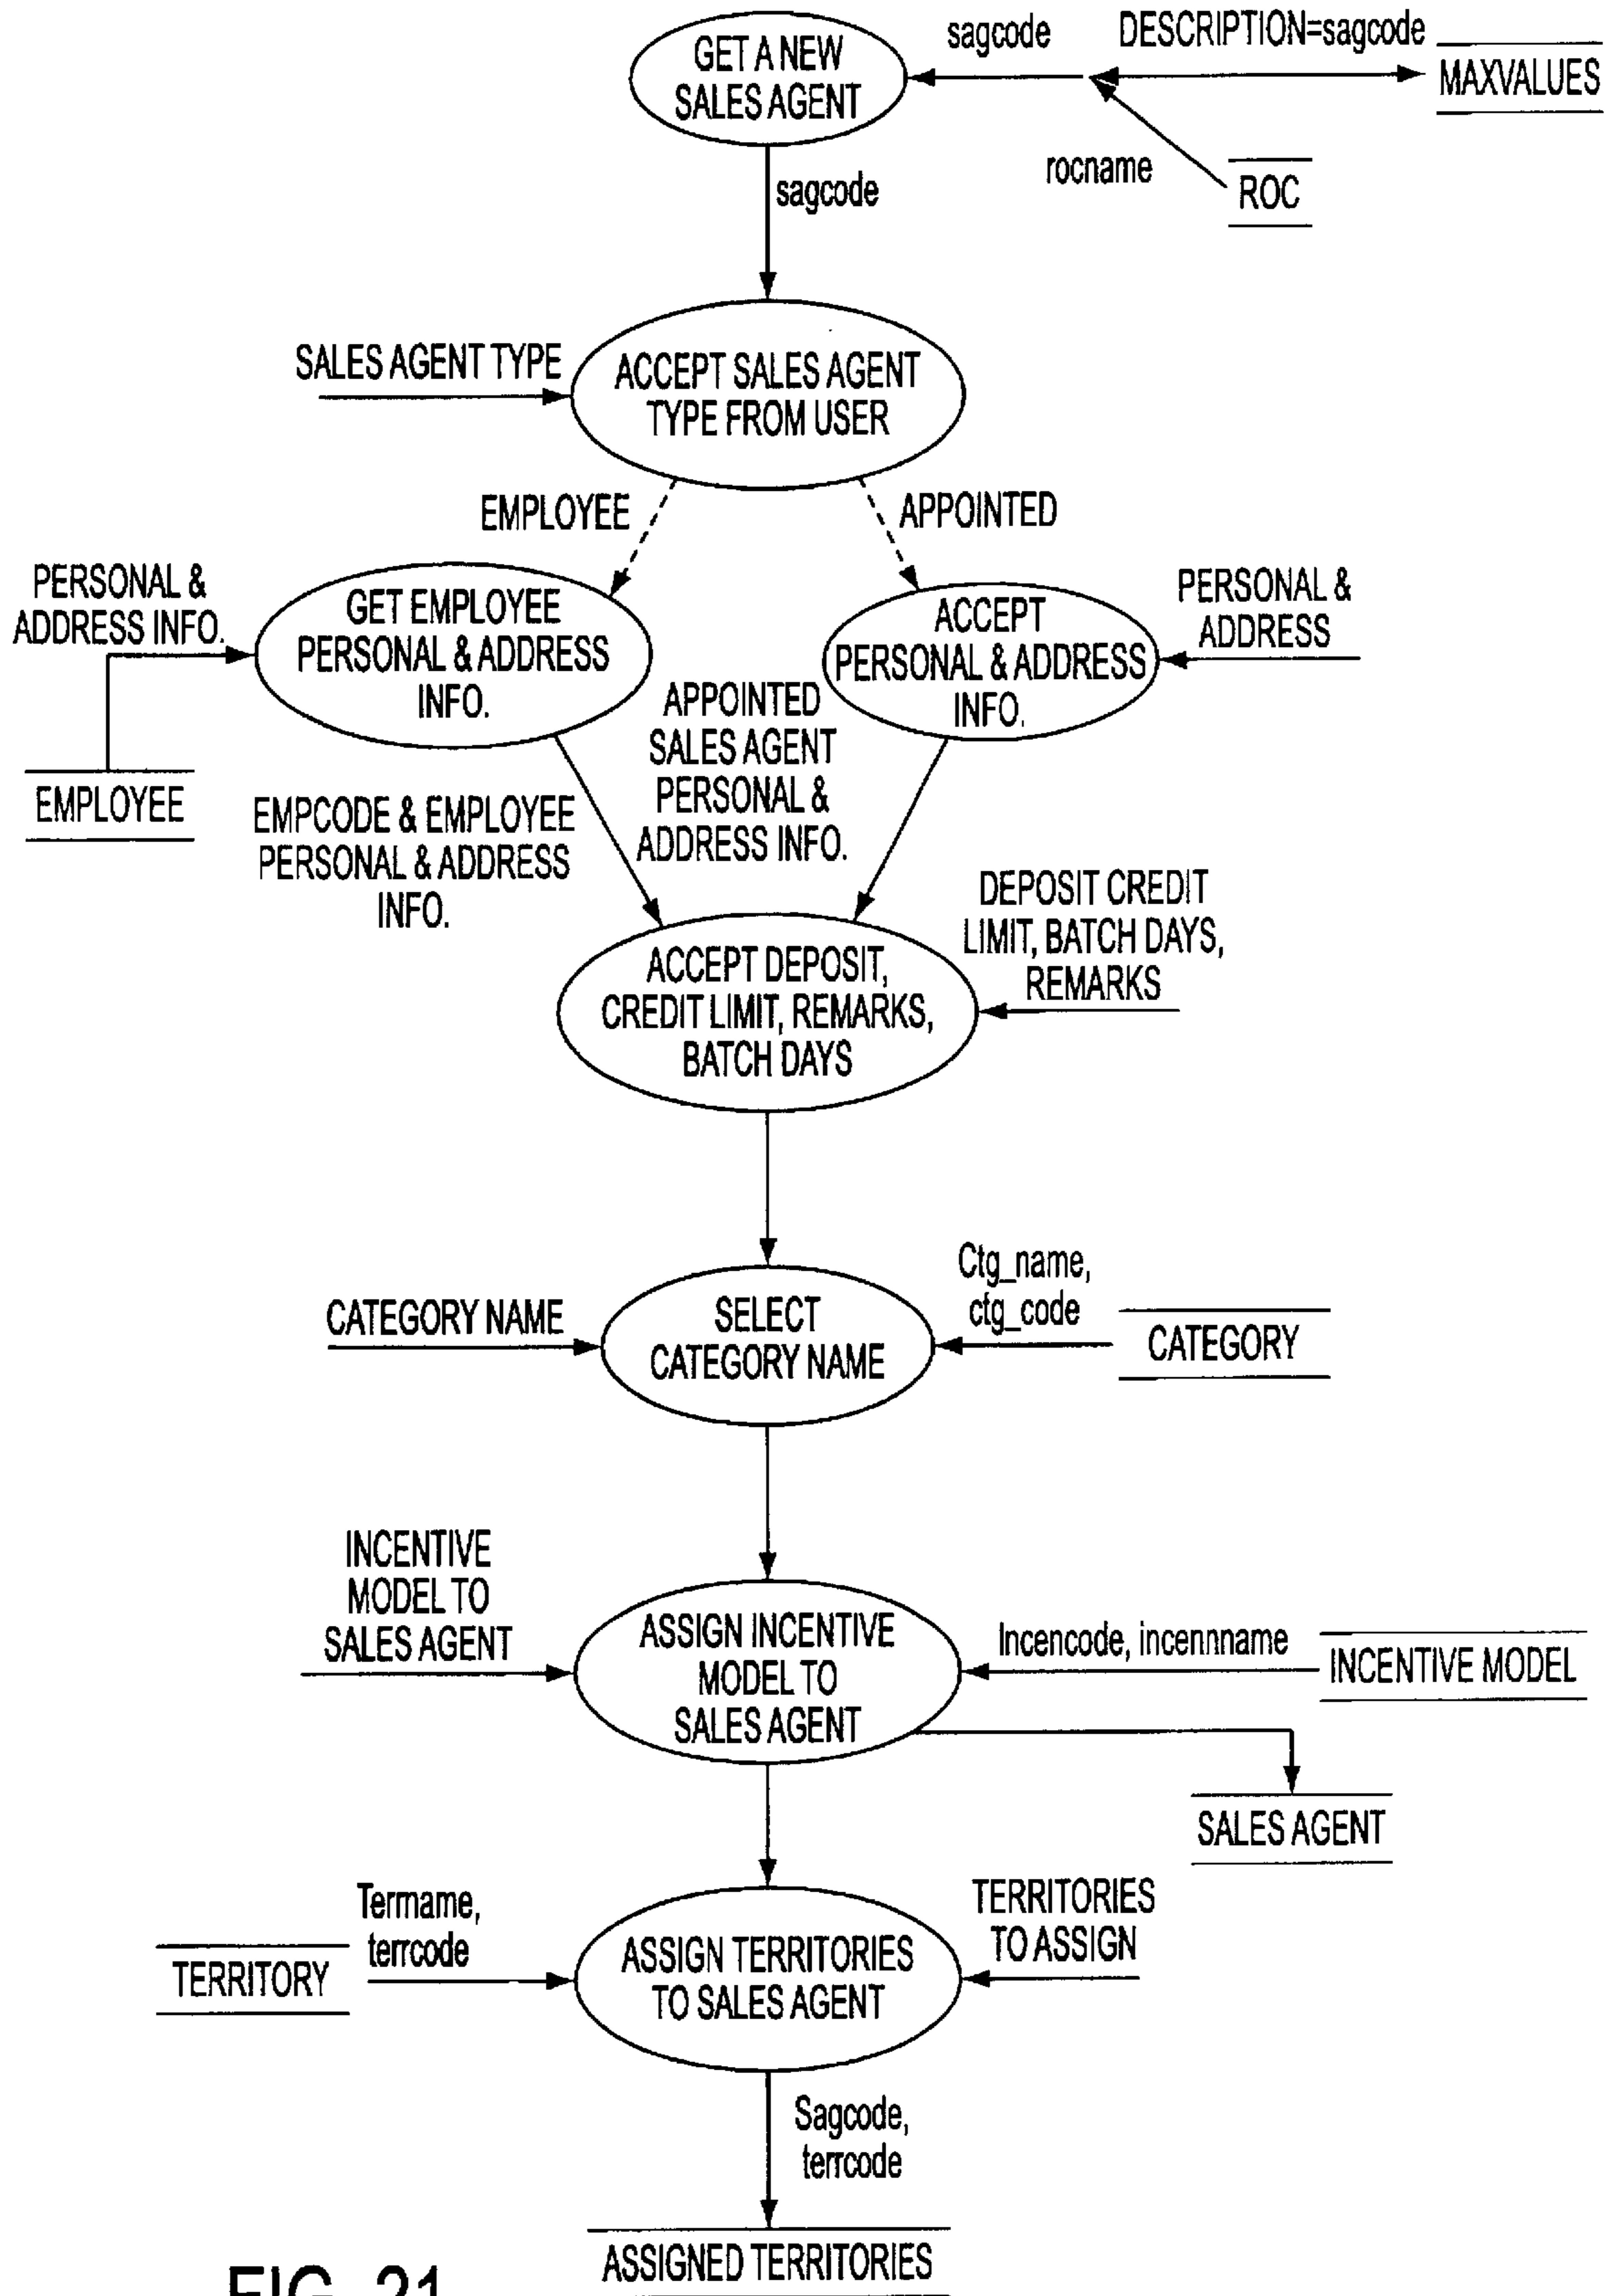 GET A NEW
SALES AGENT
sagcode
DESCRIPTION=sagcode
MAXVALUES
rocname
ROC
sagcode
SALES AGENT TYPE
ACCEPT SALES AGENT
TYPE FROM USER
EMPLOYEE
APPOINTED
PERSONAL &
ADDRESS INFO.
GET EMPLOYEE
PERSONAL & ADDRESS
INFO.
ACCEPT
PERSONAL & ADDRESS
INFO.
PERSONAL &
ADDRESS
EMPLOYEE
EMPCODE & EMPLOYEE
PERSONAL & ADDRESS
INFO.
APPOINTED
SALES AGENT
PERSONAL &
ADDRESS INFO.
DEPOSIT CREDIT
LIMIT, BATCH DAYS,
REMARKS
ACCEPT DEPOSIT,
CREDIT LIMIT, REMARKS,
BATCH DAYS
CATEGORY NAME
SELECT
CATEGORY NAME
Ctg_name,
ctg_code
CATEGORY
INCENTIVE
MODEL TO
SALES AGENT
ASSIGN INCENTIVE
MODEL TO
SALES AGENT
Incencode, incennname
INCENTIVE MODEL
SALES AGENT
TERRITORY
Terrname,
terrcode
ASSIGN TERRITORIES
TO SALES AGENT
TERRITORIES
TO ASSIGN
Sagcode,
terrcode
ASSIGNED TERRITORIES
FIG. 21